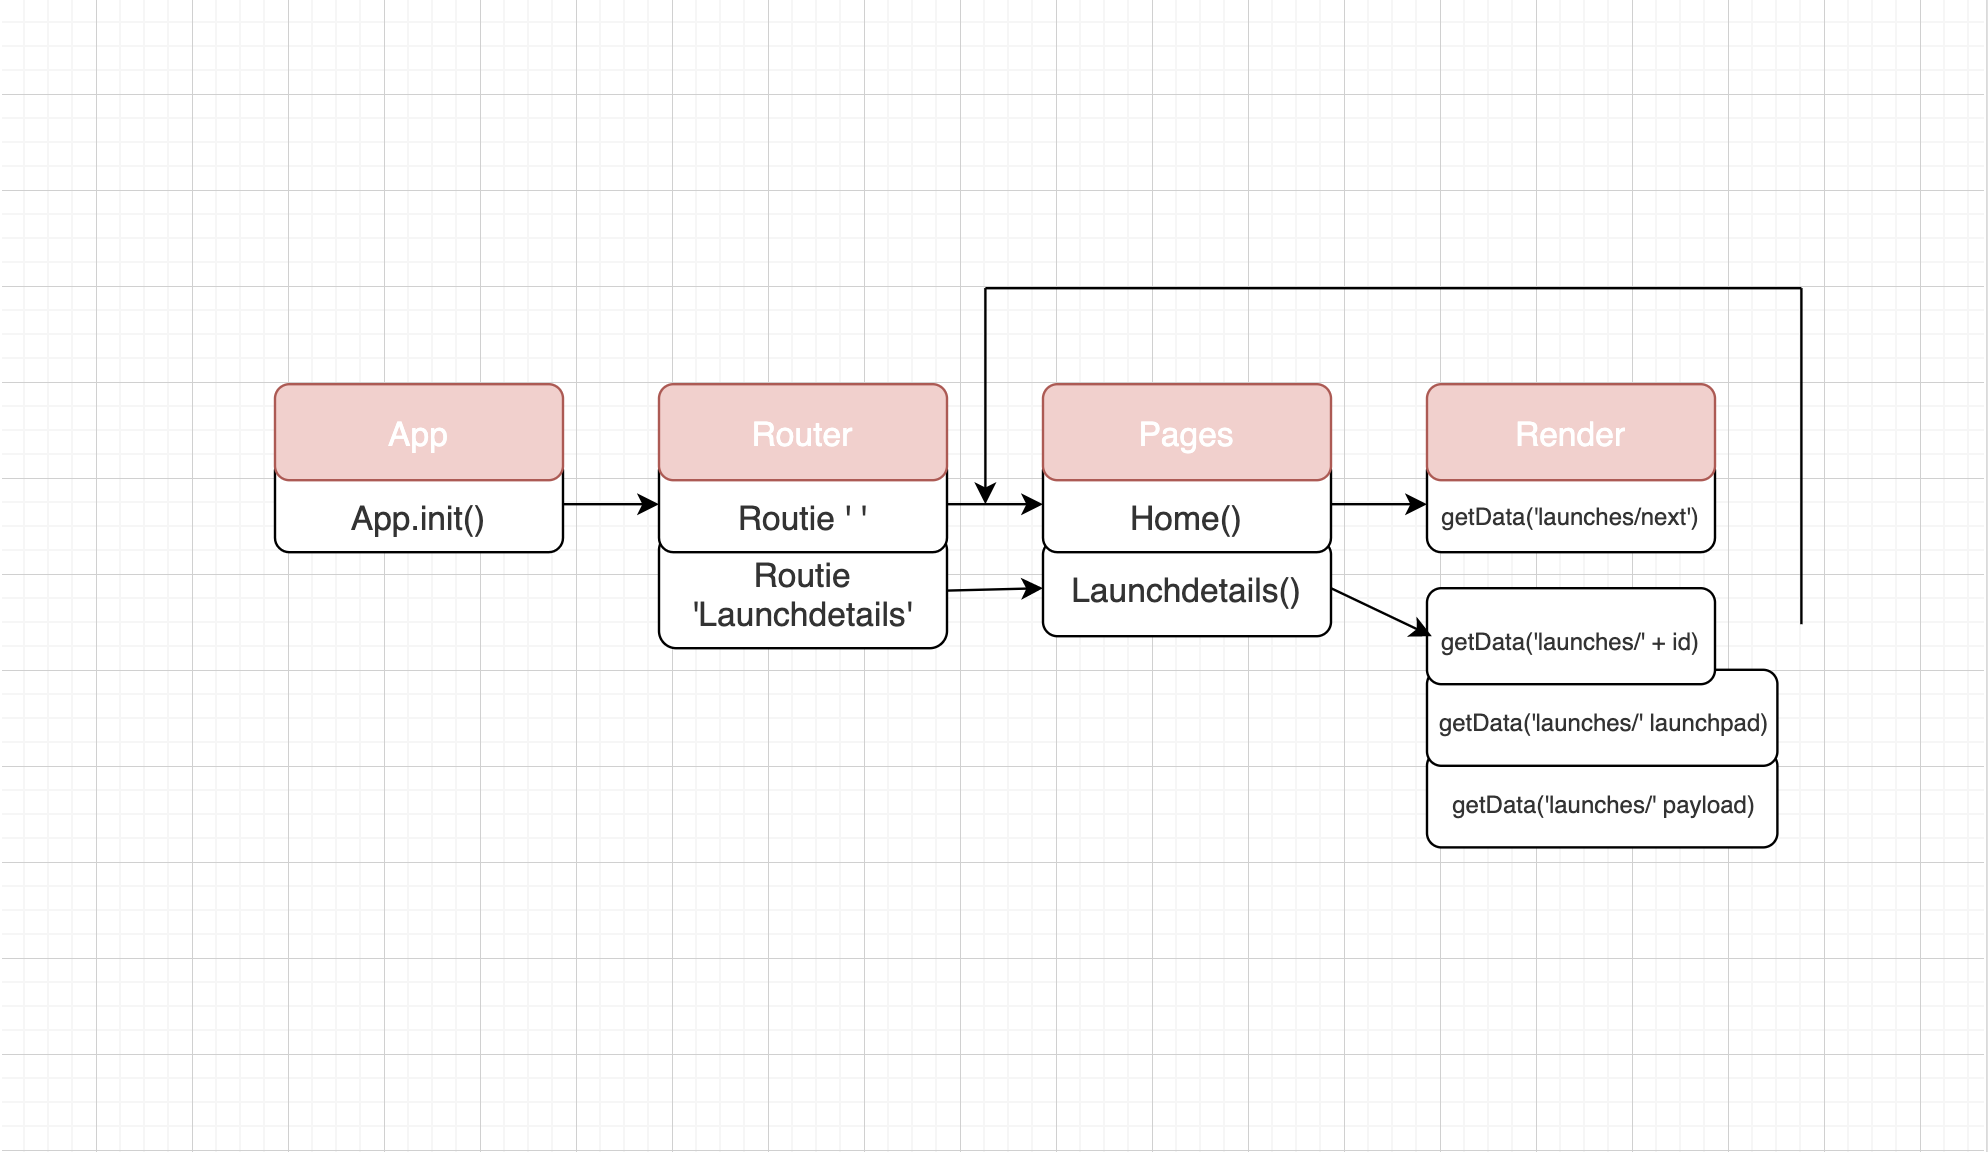 App
App.init()
Router
Routie ' '
Routie
'Launchdetails'
Pages
Home()
Launchdetails()
Render
getData('launches/next')
getData('launches/' + id)
getData('launches/' launchpad)
getData('launches/' payload)